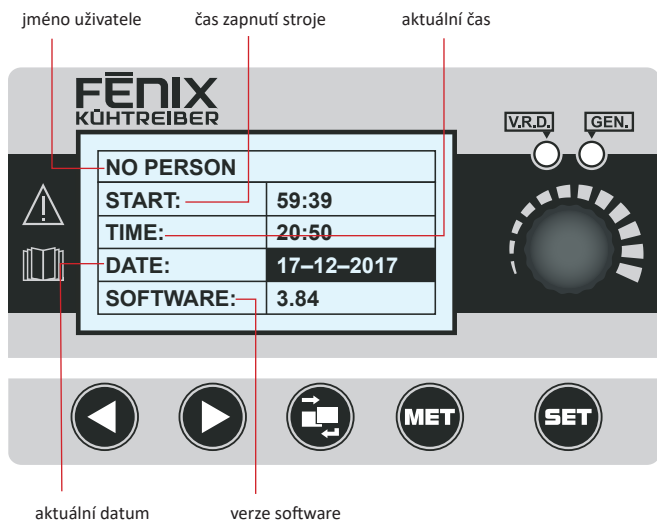 jméno uživatele čas zapnutí stroje aktuální čas
FĒNIX
KÜHTREIBER
V.R.D. GEN.
NO PERSON
START: 59:39
TIME: 20:50
DATE: 17–12–2017
SOFTWARE: 3.84
MET SET
aktuální datum verze software